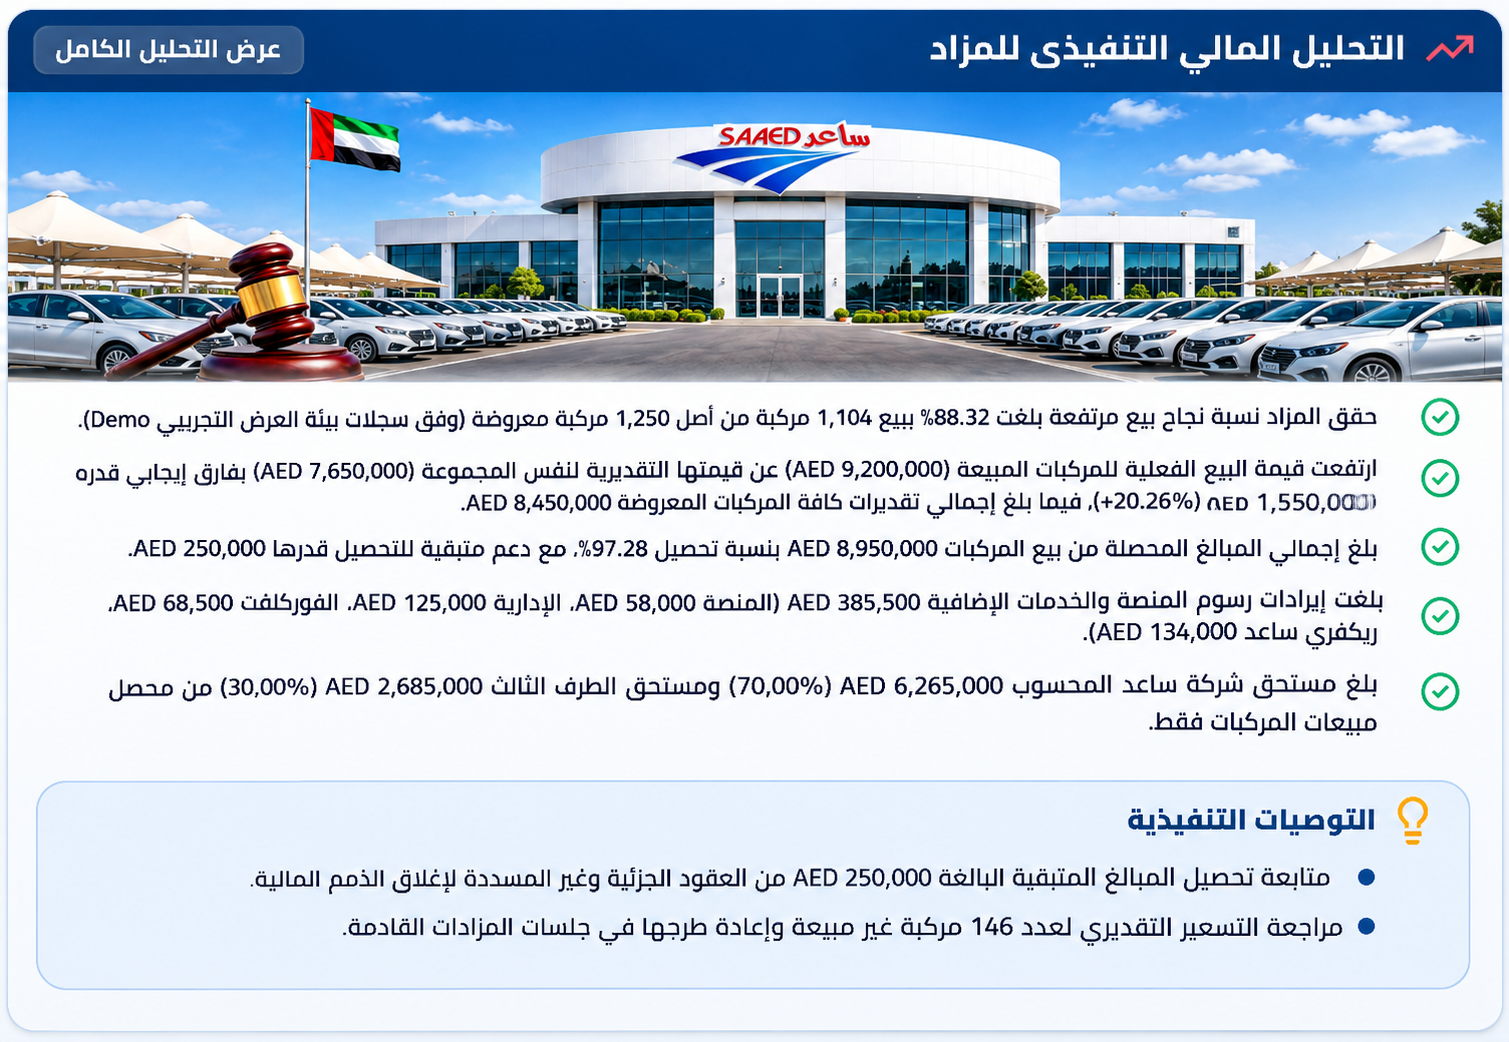 التحليل المالي التنفيذى للمزاد
عرض التحليل الكامل
SAAED ساعد
حقق المزاد نسبة نجاح بيع مرتفعة بلغت 88.32% ببيع 1,104 مركبة من أصل 1,250 مركبة معروضة (وفق سجلات بيئة العرض التجريبي Demo).
ارتفعت قيمة البيع الفعلية للمركبات المبيعة (AED 9,200,000) عن قيمتها التقديرية لنفس المجموعة (AED 7,650,000) بفارق إيجابي قدره
AED 1,550,000 (+20.26%)، فيما بلغ إجمالي تقديرات كافة المركبات المعروضة AED 8,450,000.
بلغ إجمالي المبالغ المحصلة من بيع المركبات AED 8,950,000 بنسبة تحصيل 97.28%، مع دعم متبقية للتحصيل قدرها AED 250,000.
بلغت إيرادات رسوم المنصة والخدمات الإضافية AED 385,500 (المنصة AED 58,000، الإدارية AED 125,000، الفوركلفت AED 68,500،
ريكفري ساعد AED 134,000).
بلغ مستحق شركة ساعد المحسوب AED 6,265,000 (70,00%) ومستحق الطرف الثالث AED 2,685,000 (30,00%) من محصل
مبيعات المركبات فقط.
التوصيات التنفيذية
متابعة تحصيل المبالغ المتبقية البالغة AED 250,000 من العقود الجزئية وغير المسددة لإغلاق الذمم المالية.
مراجعة التسعير التقديري لعدد 146 مركبة غير مبيعة وإعادة طرجها في جلسات المزادات القادمة.